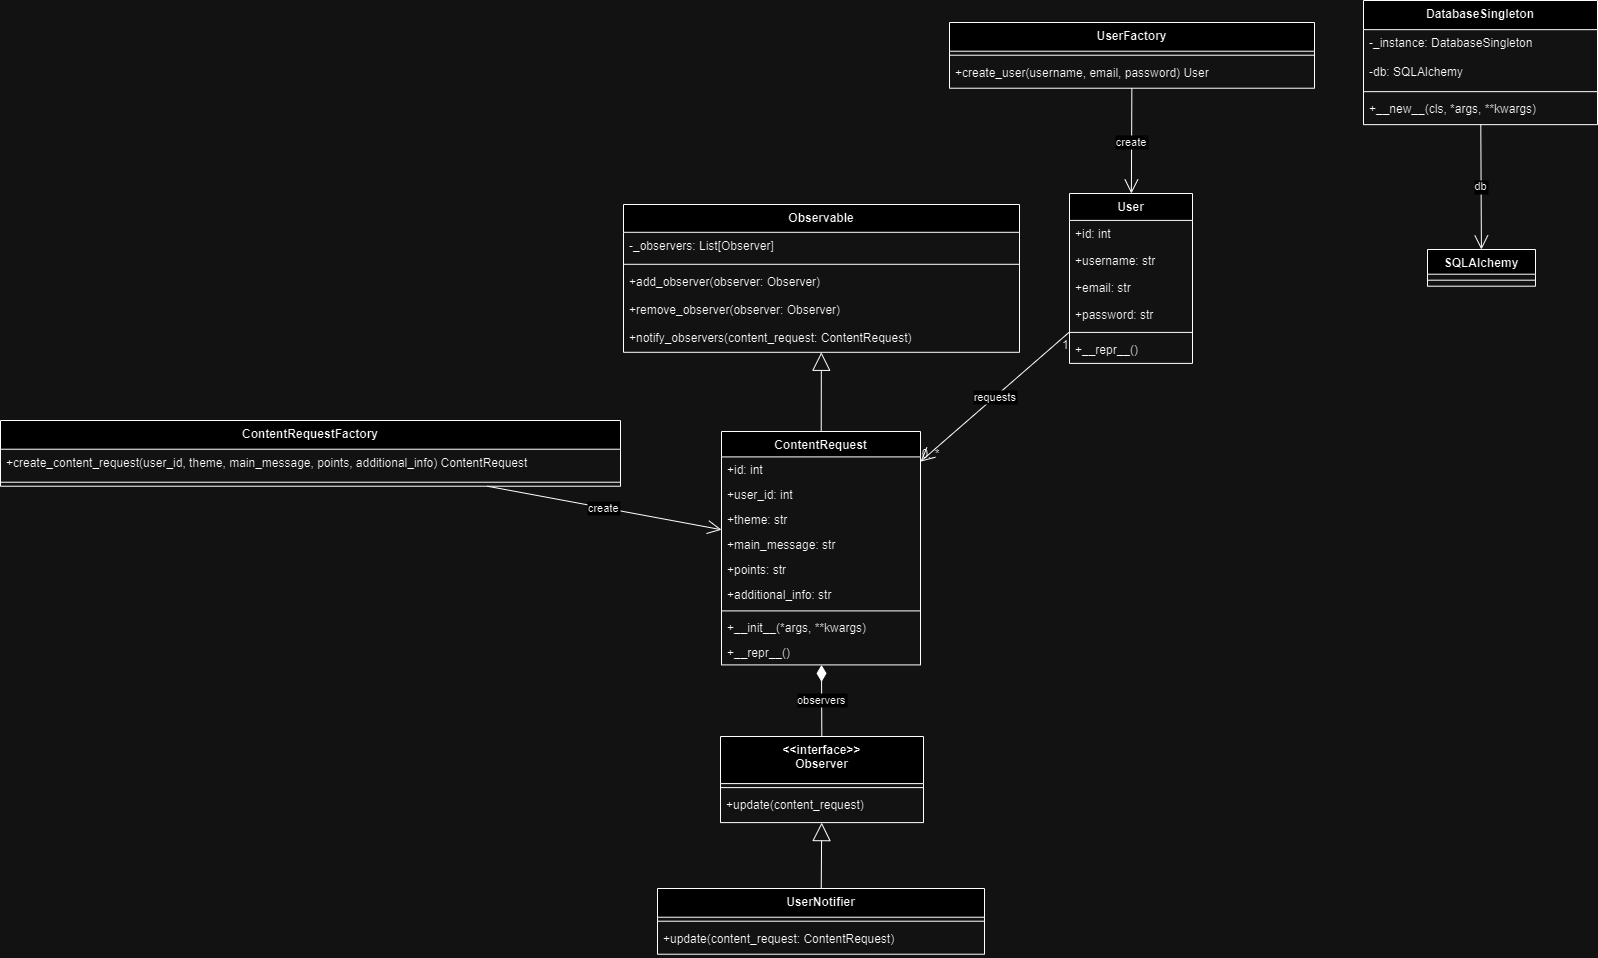 DatabaseSingleton
-_instance: DatabaseSingleton
-db: SQLAlchemy
+__new__(cls, *args, **kwargs)
db
SQLAlchemy
UserFactory
+create_user(username, email, password) User
create
User
+id: int
+username: str
+email: str
+password: str
+__repr__()
1
requests
Observable
-_observers: List[Observer]
+add_observer(observer: Observer)
+remove_observer(observer: Observer)
+notify_observers(content_request: ContentRequest)
ContentRequestFactory
+create_content_request(user_id, theme, main_message, points, additional_info) ContentRequest
create
ContentRequest
+id: int
+user_id: int
+theme: str
+main_message: str
+points: str
+additional_info: str
+__init__(*args, **kwargs)
+__repr__()
observers
<<interface>>
Observer
+update(content_request)
UserNotifier
+update(content_request: ContentRequest)